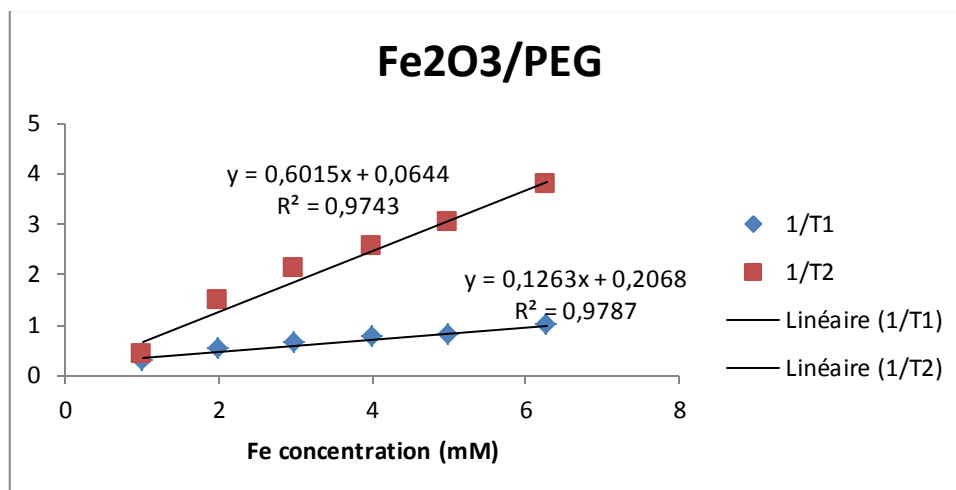 Fe2O3/PEG
5
4
3
2
1
0
y = 0,6015x + 0,0644
R² = 0,9743
y = 0,1263x + 0,2068
R² = 0,9787
0 2 4 6 8
Fe concentration (mM)
1/T1
1/T2
Linéaire (1/T1)
Linéaire (1/T2)